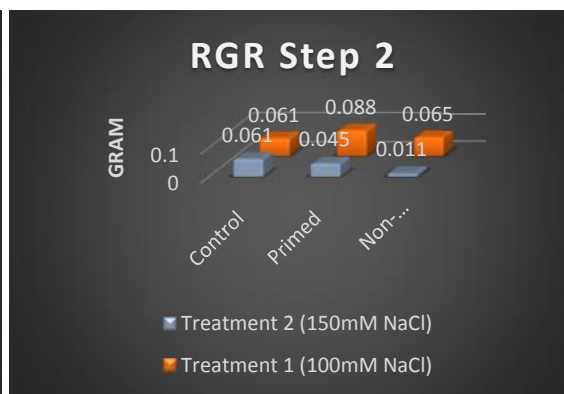 RGR Step 2
GRAM
0.1
0
0.061 0.088 0.065
0.061 0.045 0.011
Control Primed Non-...
Treatment 2 (150mM NaCl)
Treatment 1 (100mM NaCl)